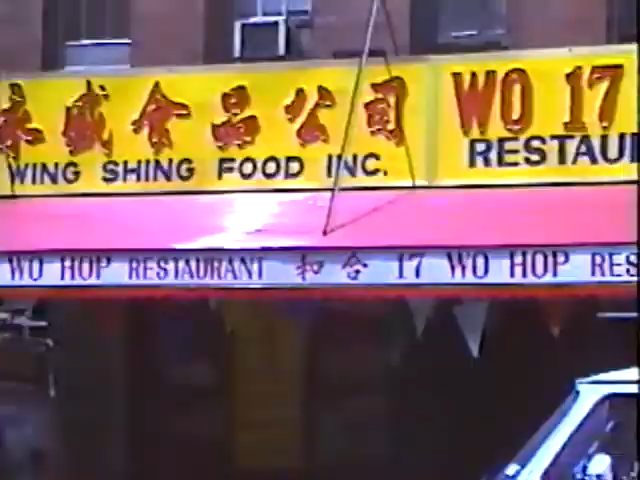 盛食品公司
WING SHING FOOD INC.
WO 17
RESTAU
WO HOP RESTAURANT 和合 17 WO HOP RES